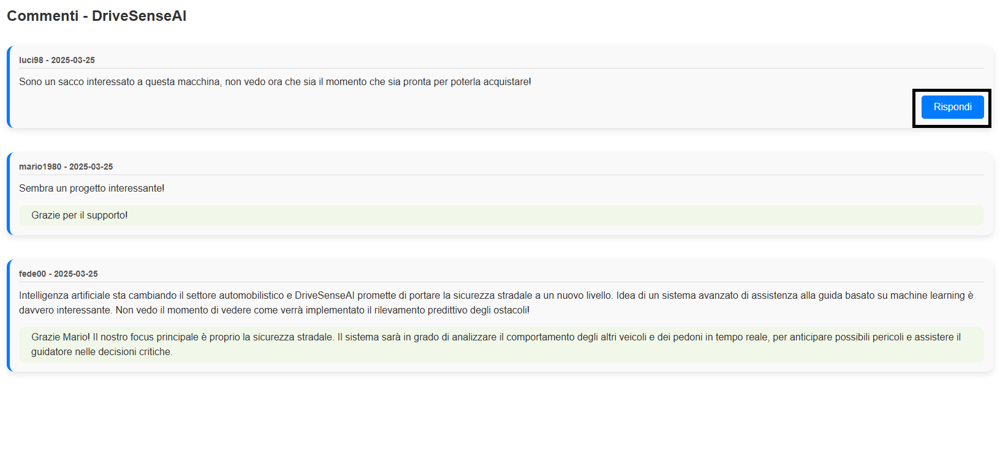 Commenti - DriveSenseAI
luci98 - 2025-03-25
Sono un sacco interessato a questa macchina, non vedo ora che sia il momento che sia pronta per poterla acquistare!
Rispondi
mario1980 - 2025-03-25
Sembra un progetto interessante!
Grazie per il supporto!
fede00 - 2025-03-25
Intelligenza artificiale sta cambiando il settore automobilistico e DriveSenseAI promette di portare la sicurezza stradale a un nuovo livello. Idea di un sistema avanzato di assistenza alla guida basato su machine learning è
davvero interessante. Non vedo il momento di vedere come verrà implementato il rilevamento predittivo degli ostacoli!
Grazie Mario! Il nostro focus principale è proprio la sicurezza stradale. Il sistema sarà in grado di analizzare il comportamento degli altri veicoli e dei pedoni in tempo reale, per anticipare possibili pericoli e assistere il
guidatore nelle decisioni critiche.